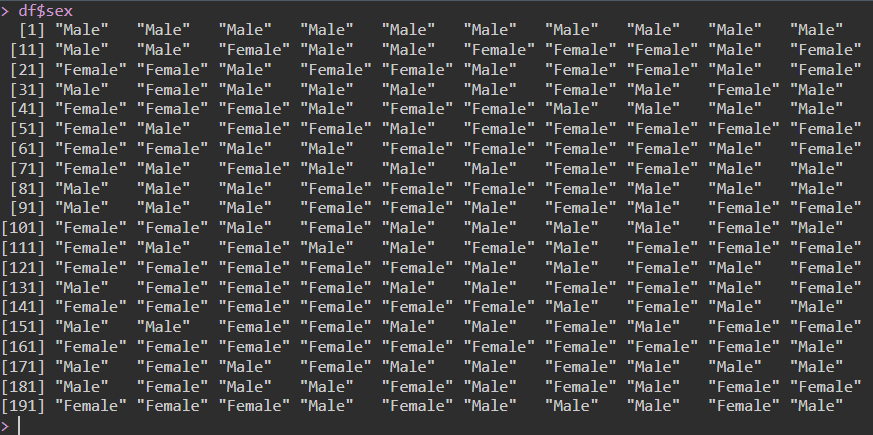 > df$sex
  [1] "Male"   "Male"   "Male"   "Male"   "Male"   "Male"   "Male"   "Male"   "Male"   "Male"
 [11] "Male"   "Male"   "Female" "Male"   "Male"   "Female" "Female" "Female" "Male"   "Female"
 [21] "Female" "Female" "Male"   "Female" "Female" "Male"   "Female" "Female" "Male"   "Female"
 [31] "Male"   "Female" "Male"   "Male"   "Male"   "Male"   "Female" "Male"   "Female" "Male"
 [41] "Female" "Female" "Female" "Male"   "Female" "Female" "Male"   "Male"   "Male"   "Male"
 [51] "Female" "Male"   "Female" "Female" "Male"   "Female" "Female" "Female" "Female" "Female"
 [61] "Female" "Female" "Male"   "Male"   "Female" "Female" "Female" "Female" "Male"   "Female"
 [71] "Female" "Male"   "Female" "Male"   "Male"   "Male"   "Female" "Female" "Male"   "Male"
 [81] "Male"   "Male"   "Male"   "Female" "Female" "Female" "Female" "Male"   "Male"   "Male"
 [91] "Male"   "Male"   "Male"   "Female" "Female" "Male"   "Female" "Male"   "Female" "Female"
[101] "Female" "Female" "Male"   "Female" "Male"   "Male"   "Male"   "Male"   "Female" "Male"
[111] "Female" "Male"   "Female" "Male"   "Male"   "Female" "Male"   "Female" "Female" "Female"
[121] "Female" "Female" "Female" "Female" "Female" "Male"   "Male"   "Female" "Male"   "Female"
[131] "Male"   "Female" "Female" "Female" "Male"   "Male"   "Female" "Female" "Male"   "Female"
[141] "Female" "Female" "Female" "Female" "Female" "Female" "Male"   "Female" "Male"   "Male"
[151] "Male"   "Male"   "Female" "Female" "Male"   "Male"   "Female" "Male"   "Female" "Female"
[161] "Female" "Female" "Female" "Female" "Female" "Female" "Female" "Female" "Female" "Male"
[171] "Male"   "Female" "Male"   "Female" "Male"   "Male"   "Female" "Male"   "Male"   "Male"
[181] "Male"   "Female" "Male"   "Male"   "Female" "Male"   "Female" "Male"   "Female" "Female"
[191] "Female" "Female" "Female" "Male"   "Female" "Male"   "Male"   "Male"   "Female" "Male"
>